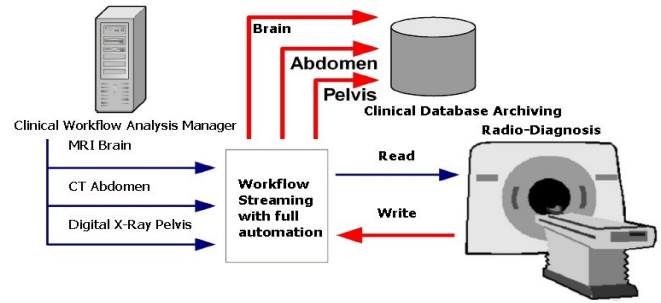 Brain
Abdomen
Pelvis
Clinical Database Archiving
Clinical Workflow Analysis Manager
Radio-Diagnosis
MRI Brain
CT Abdomen
Digital X-Ray Pelvis
Workflow
Streaming
with full
automation
Read
Write